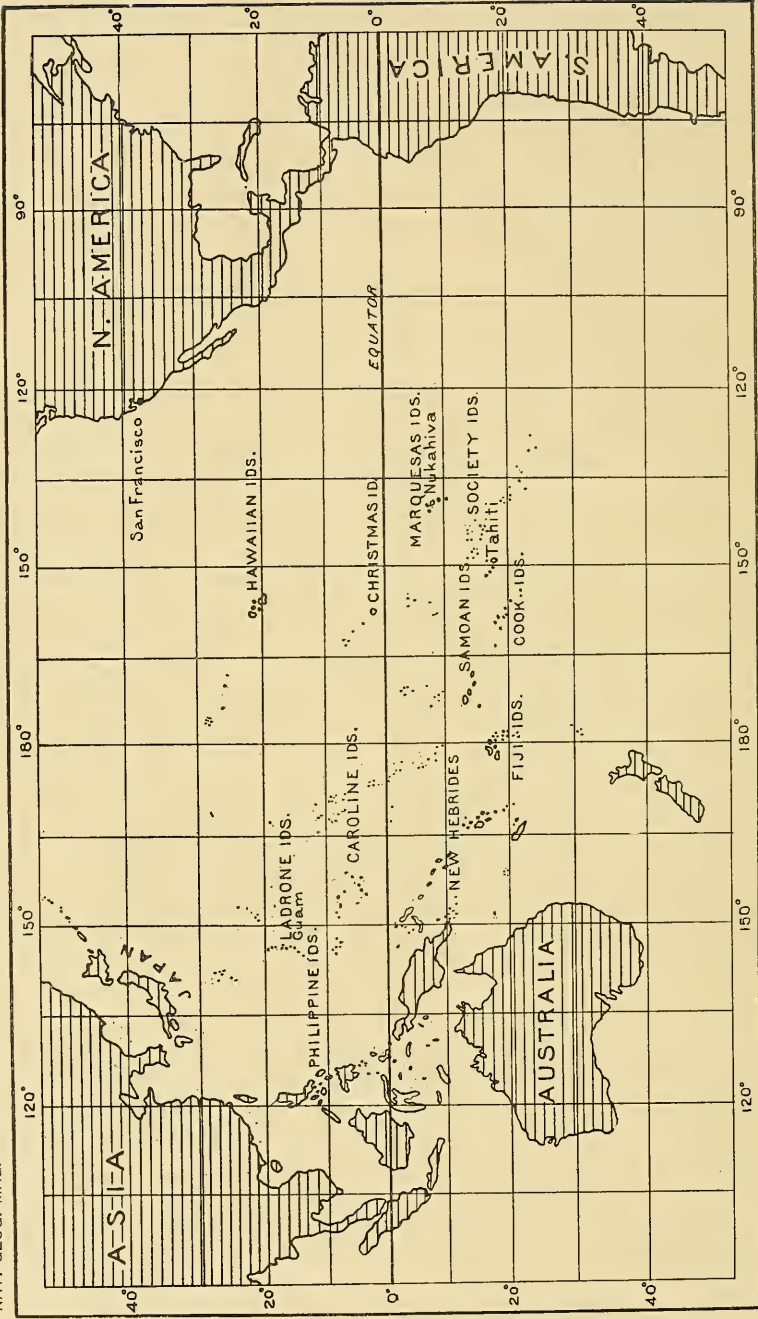 40°
20°
0°
20°
40°
90°
120°
150°
180°
150°
120°
N. AMERICA
S. AMERICA
San Francisco
HAWAIIAN IDS.
EQUATOR
CHRISTMAS ID.
MARQUESAS IDS.
Nukahiva
SOCIETY IDS.
Tahiti
SAMOAN IDS.
COOK IDS.
FIJI IDS.
NEW HEBRIDES
CAROLINE IDS.
LADRONE IDS.
Guam
PHILIPPINE IDS.
JAPAN
ASIA
AUSTRALIA
40°
20°
0°
20°
40°
90°
120°
150°
180°
150°
120°